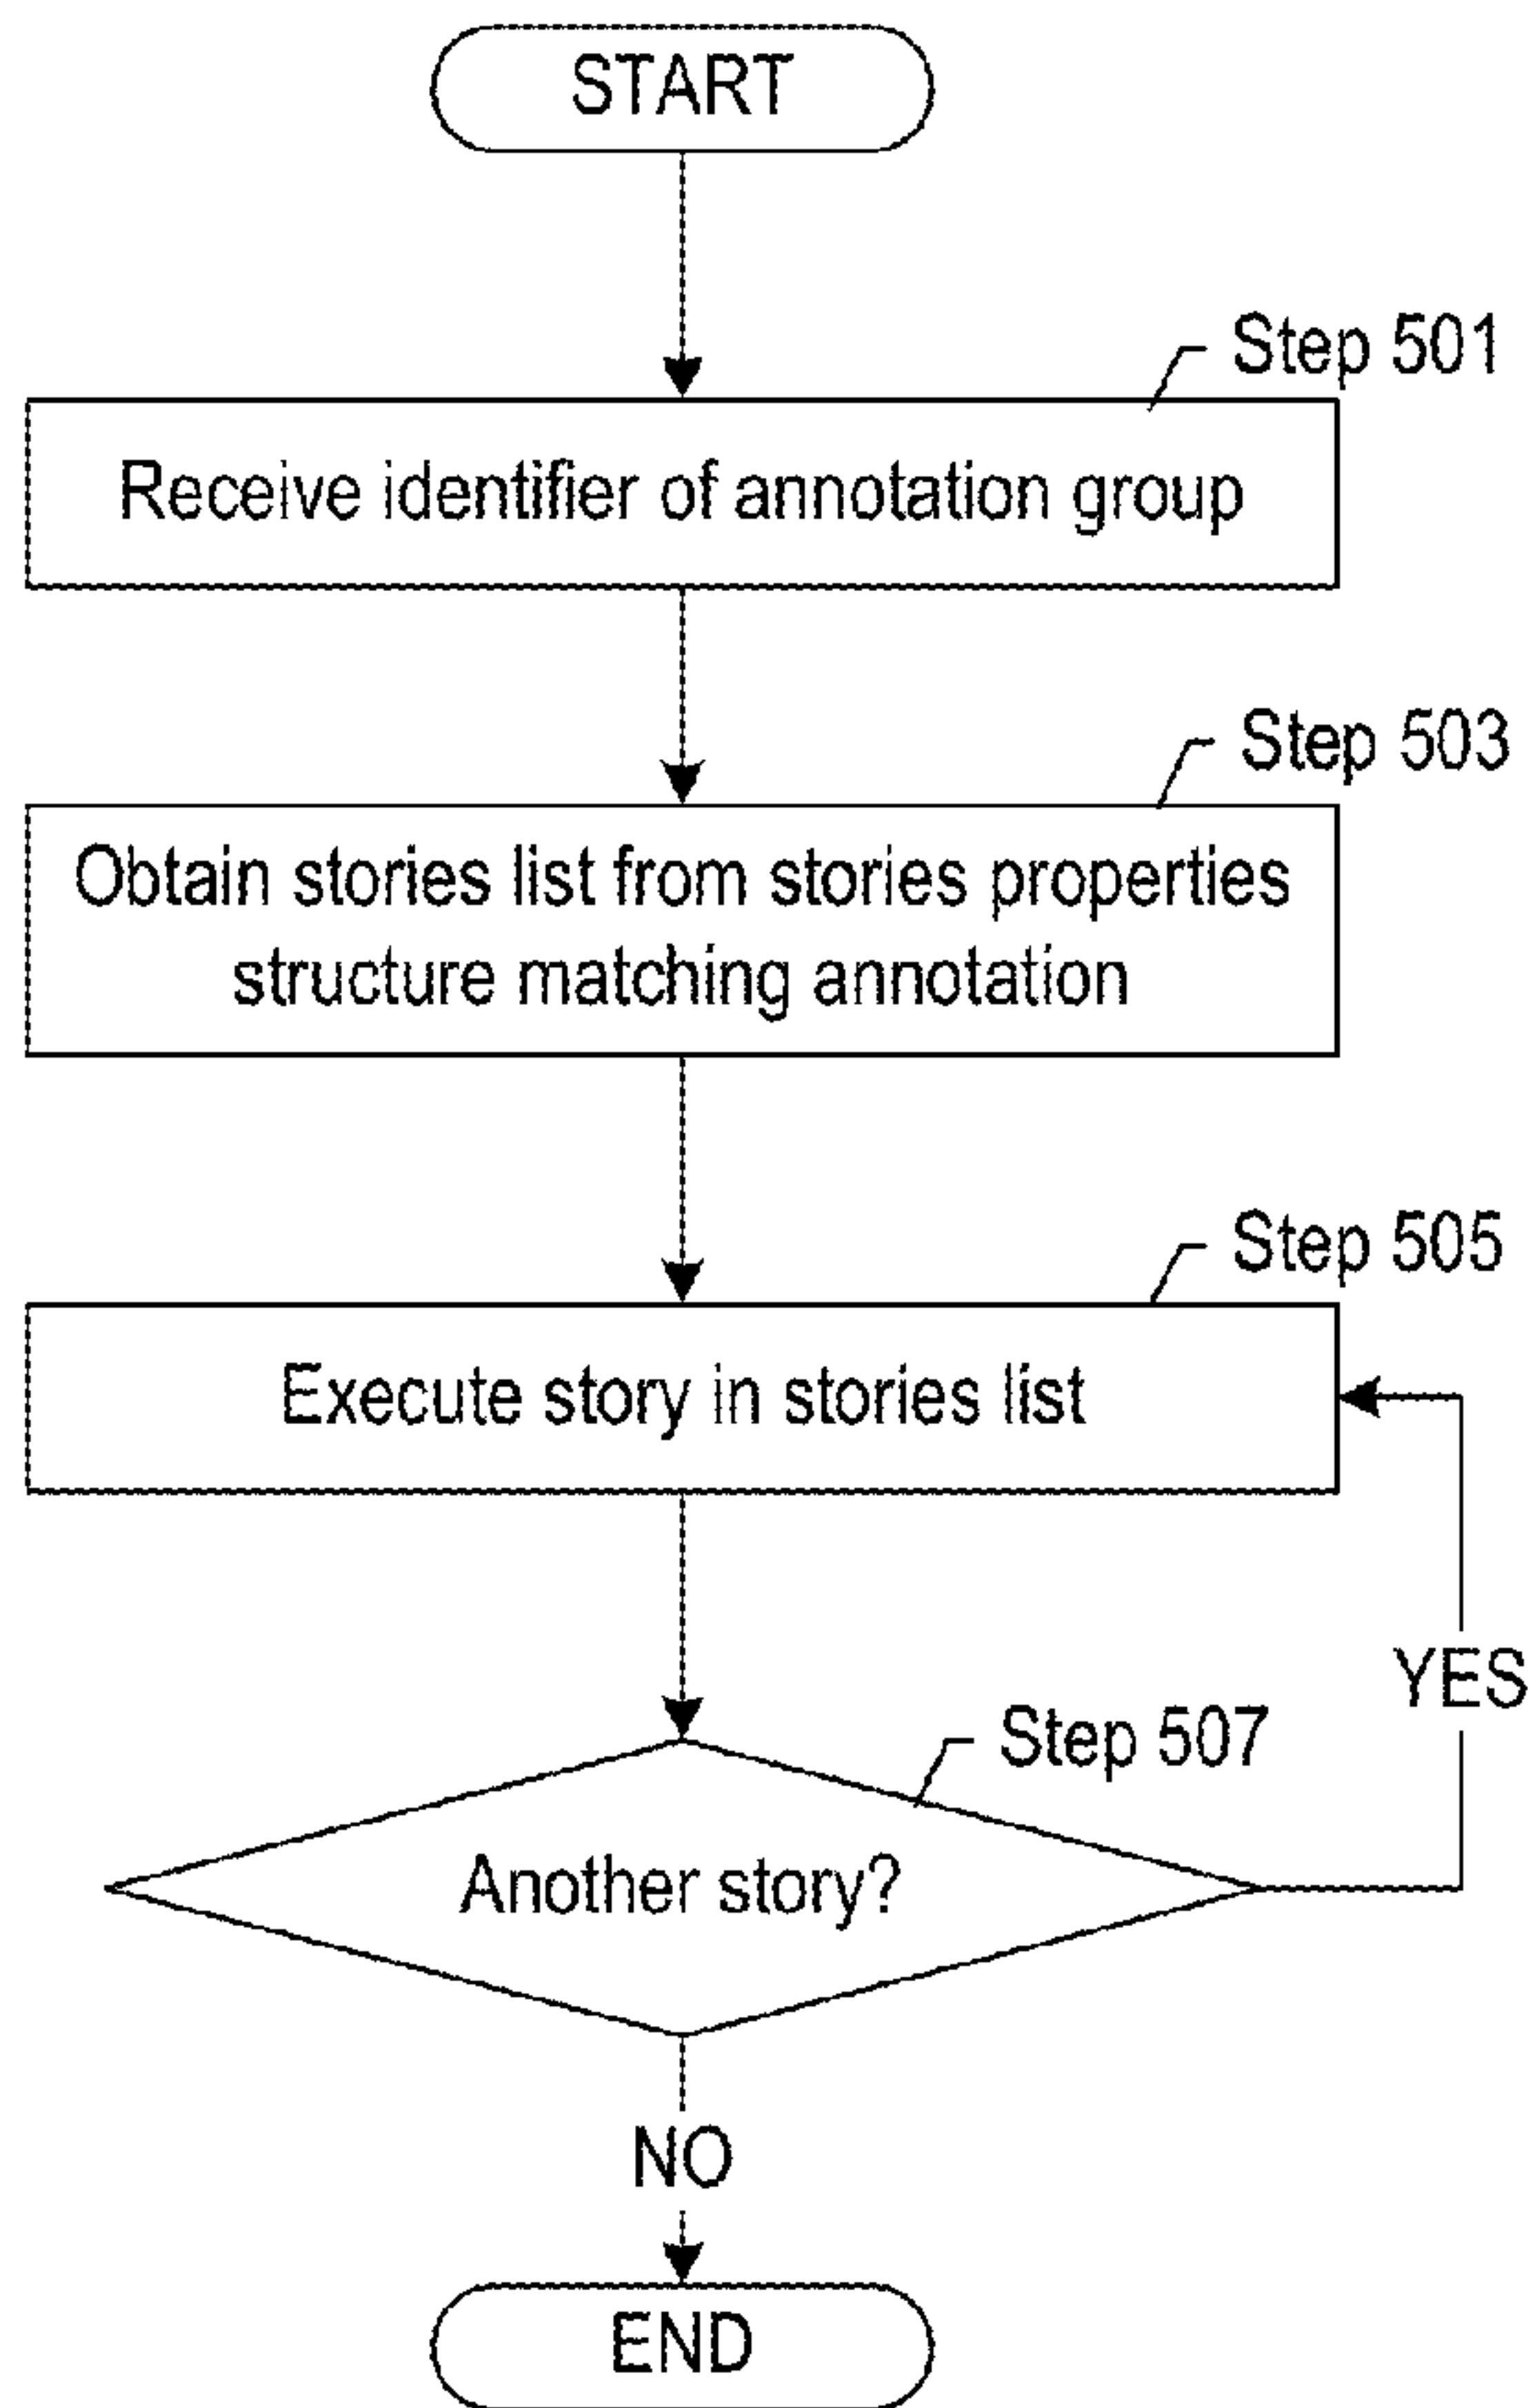 START
Step 501
Receive identifier of annotation group
Step 503
Obtain stories list from stories properties
structure matching annotation
Step 505
Execute story in stories list
YES
Step 507
Another story?
NO
END